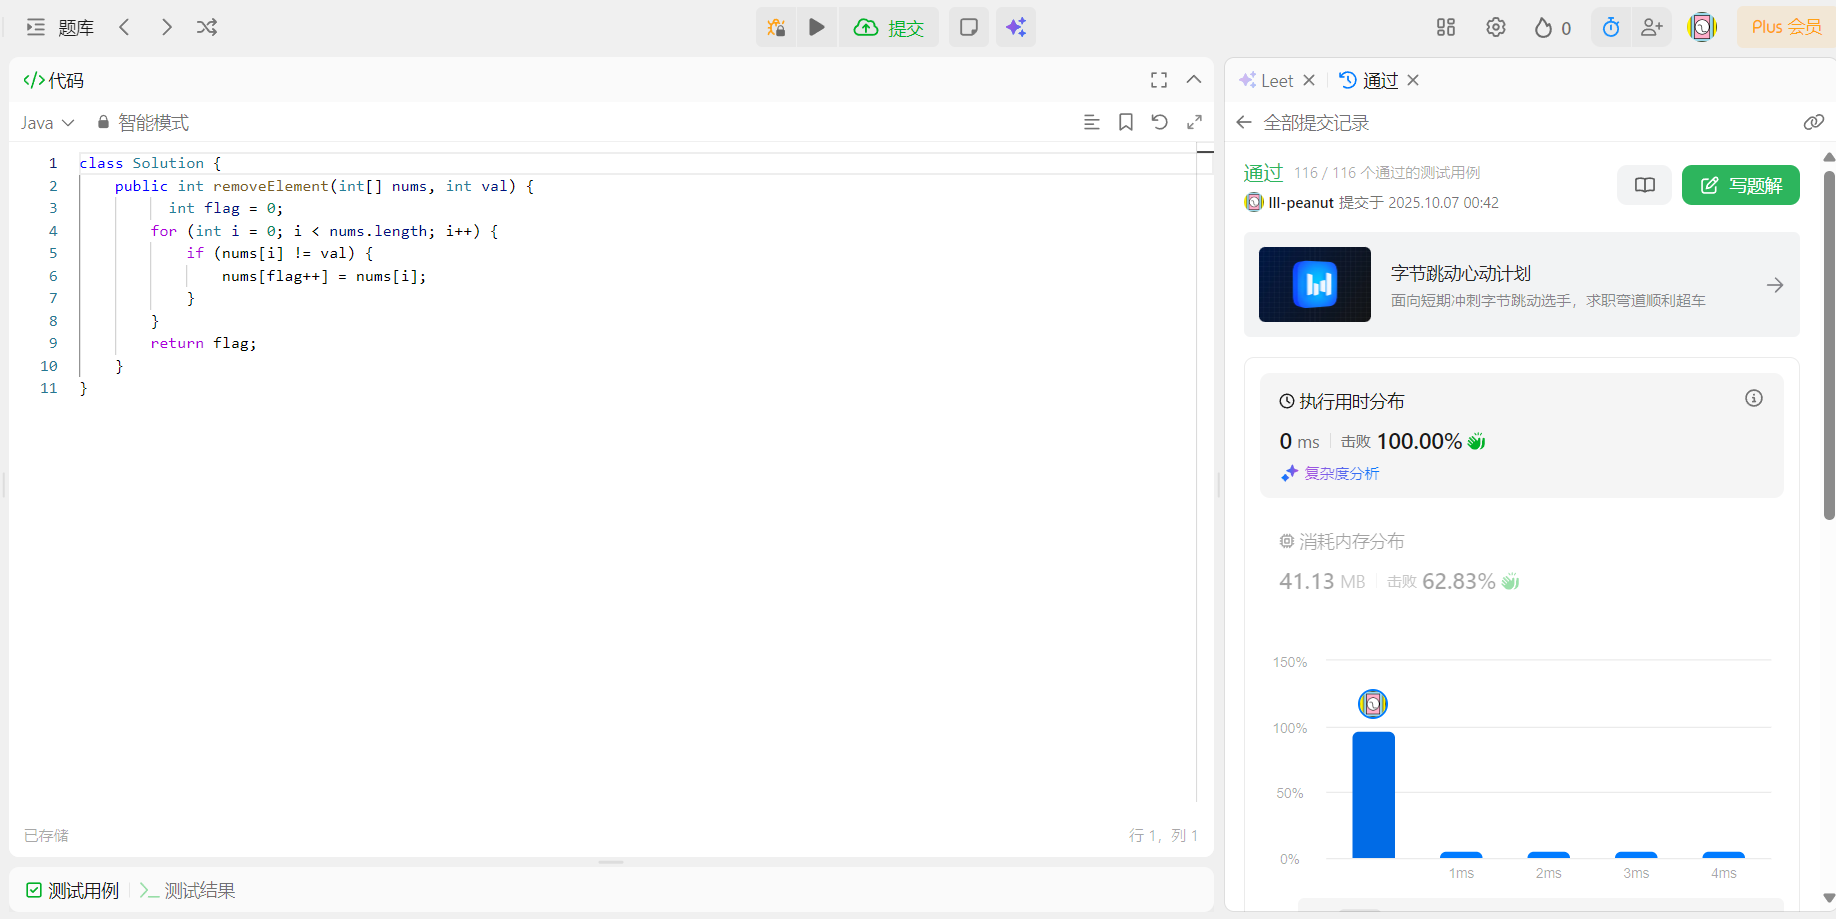 题库
提交
0
Plus 会员
代码
Java
智能模式
1 class Solution {
2 public int removeElement(int[] nums, int val) {
3 int flag = 0;
4 for (int i = 0; i < nums.length; i++) {
5 if (nums[i] != val) {
6 nums[flag++] = nums[i];
7 }
8 }
9 return flag;
10 }
11 }
已存储
行 1，列 1
测试用例
测试结果
Leet
通过
全部提交记录
通过 116 / 116 个通过的测试用例
lll-peanut 提交于 2025.10.07 00:42
写题解
字节跳动心动计划
面向短期冲刺字节跳动选手，求职弯道顺利超车
执行用时分布
0 ms 击败 100.00%
复杂度分析
消耗内存分布
41.13 MB 击败 62.83%
150%
100%
50%
0%
1ms 2ms 3ms 4ms